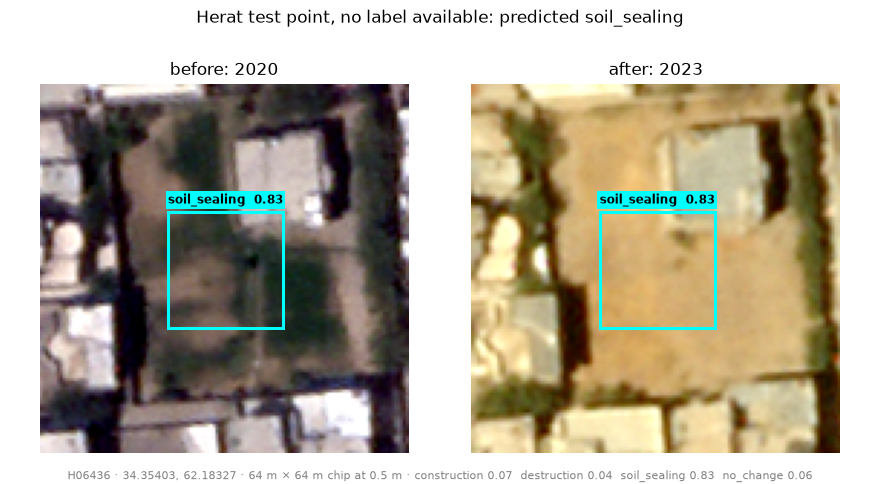 Herat test point, no label available: predicted soil_sealing
before: 2020
after: 2023
soil_sealing 0.83
soil_sealing 0.83
H06436 · 34.35403, 62.18327 · 64 m × 64 m chip at 0.5 m · construction 0.07 destruction 0.04 soil_sealing 0.83 no_change 0.06